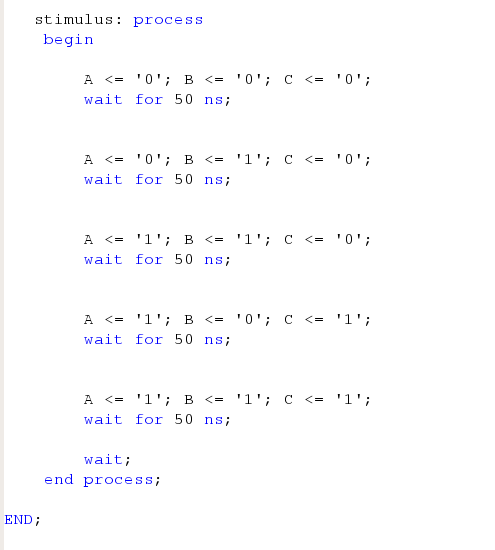 stimulus: process
begin
A <= '0'; B <= '0'; C <= '0';
wait for 50 ns;
A <= '0'; B <= '1'; C <= '0';
wait for 50 ns;
A <= '1'; B <= '1'; C <= '0';
wait for 50 ns;
A <= '1'; B <= '0'; C <= '1';
wait for 50 ns;
A <= '1'; B <= '1'; C <= '1';
wait for 50 ns;
wait;
end process;
END;